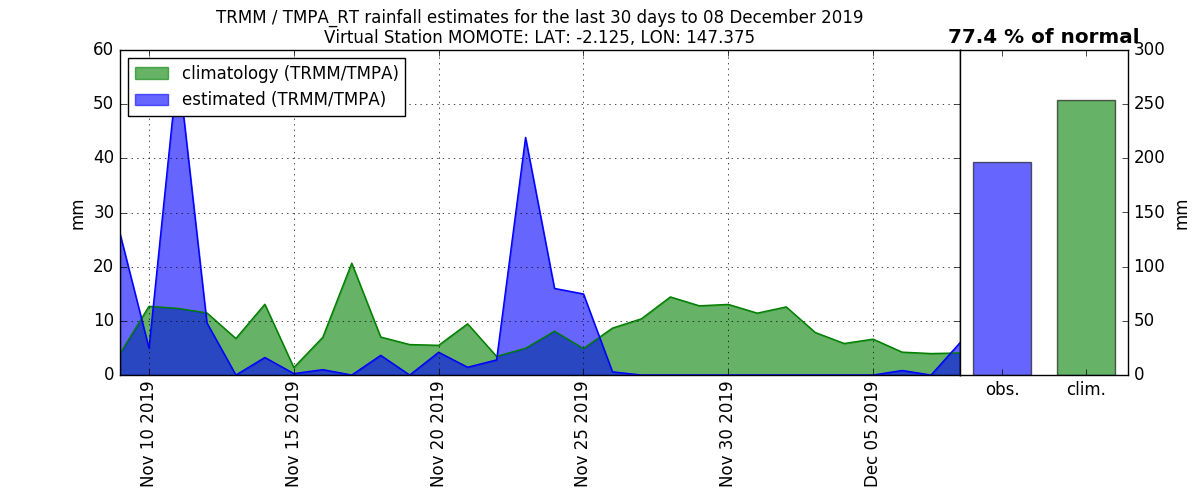 TRMM / TMPA_RT rainfall estimates for the last 30 days to 08 December 2019
Virtual Station MOMOTE: LAT: -2.125, LON: 147.375
77.4 % of normal
climatology (TRMM/TMPA)
estimated (TRMM/TMPA)
60
50
40
30
20
10
0
mm
Nov 10 2019
Nov 15 2019
Nov 20 2019
Nov 25 2019
Nov 30 2019
Dec 05 2019
obs.
clim.
300
250
200
150
100
50
0
mm